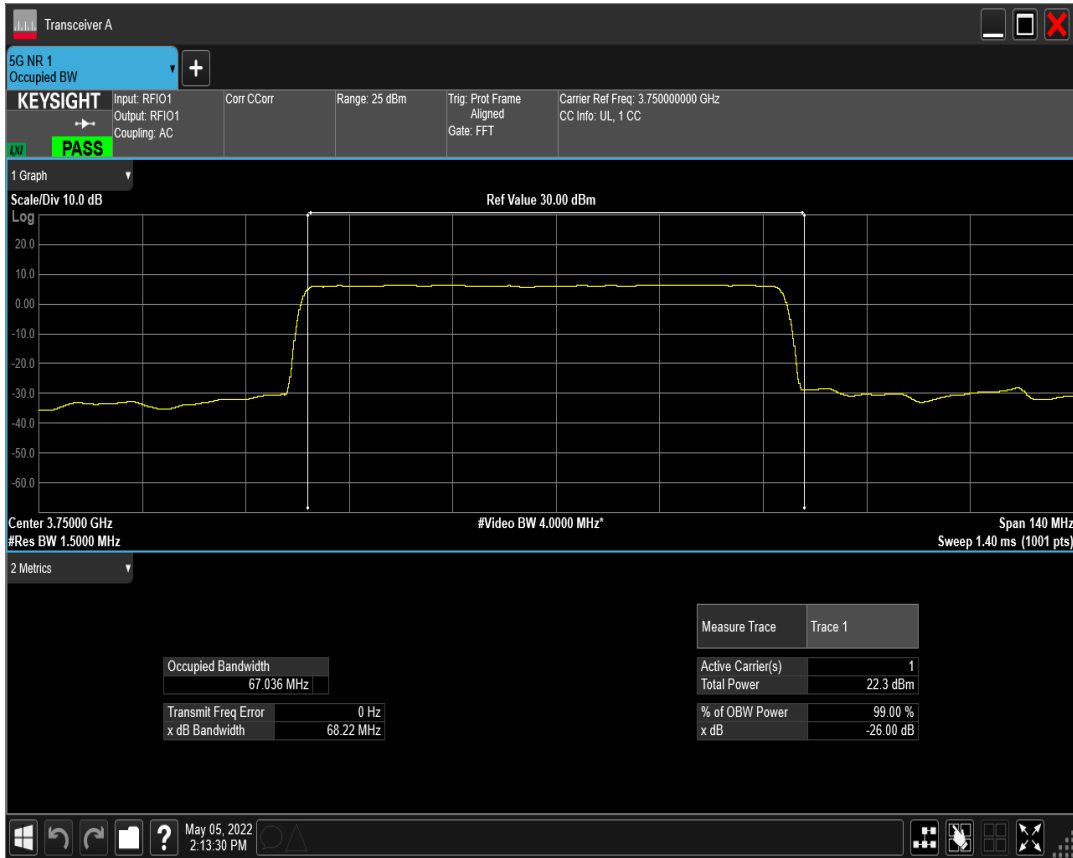 Transceiver A
5G NR 1
Occupied BW
KEYSIGHT
LXI
PASS
Input: RFIO1
Output: RFIO1
Coupling: AC
Corr CCorr
Range: 25 dBm
Trig: Prot Frame
Aligned
Gate: FFT
Carrier Ref Freq: 3.750000000 GHz
CC Info: UL, 1 CC
1 Graph
Scale/Div 10.0 dB
Ref Value 30.00 dBm
Log
20.0
10.0
0.00
-10.0
-20.0
-30.0
-40.0
-50.0
-60.0
Center 3.75000 GHz
#Video BW 4.0000 MHz*
Span 140 MHz
#Res BW 1.5000 MHz
Sweep 1.40 ms (1001 pts)
2 Metrics
Measure Trace Trace 1
Occupied Bandwidth
67.036 MHz
Active Carrier(s) 1
Total Power 22.3 dBm
Transmit Freq Error 0 Hz
x dB Bandwidth 68.22 MHz
% of OBW Power 99.00 %
x dB -26.00 dB
May 05, 2022
2:13:30 PM